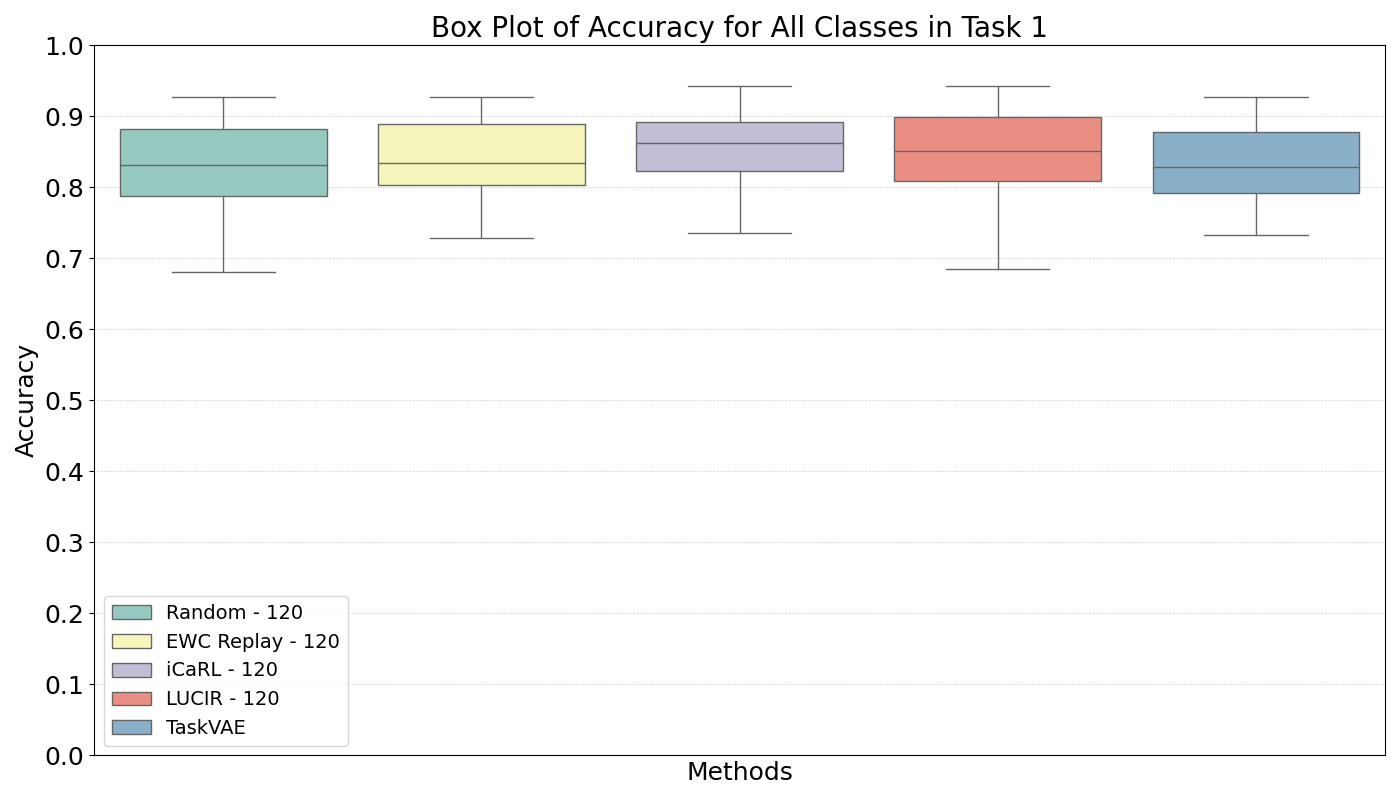 Box Plot of Accuracy for All Classes in Task 1
1.0
0.9
0.8
0.7
0.6
0.5
0.4
0.3
0.2
0.1
0.0
Accuracy
Random - 120
EWC Replay - 120
iCaRL - 120
LUCIR - 120
TaskVAE
Methods